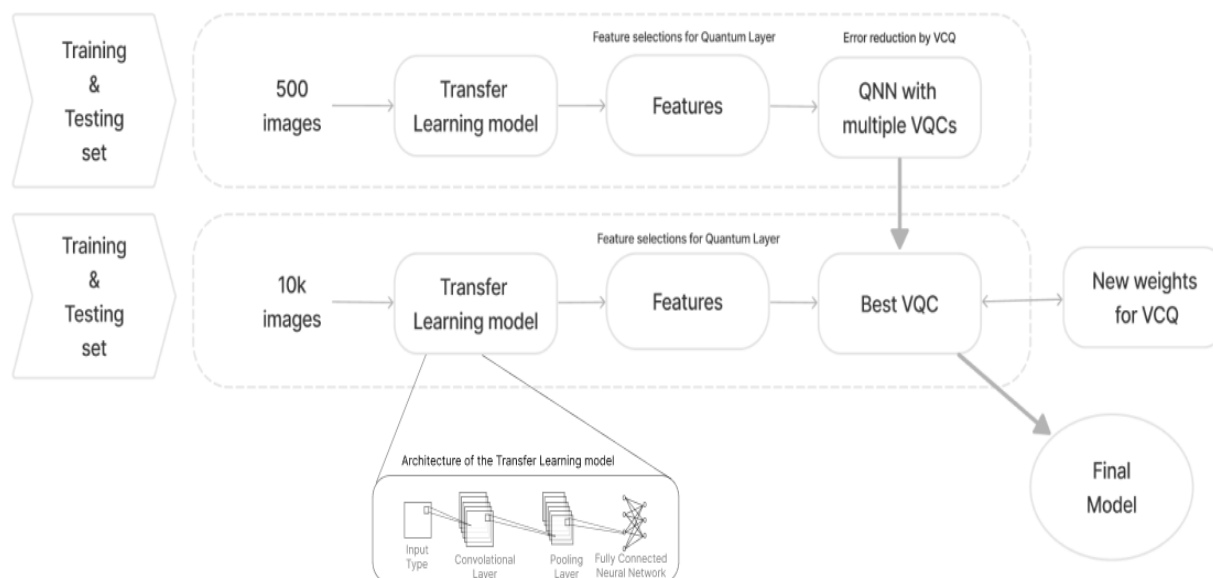 Training
&
Testing
set
500
images
Transfer
Learning model
Feature selections for Quantum Layer
Features
Error reduction by VCQ
QNN with
multiple VQCs
Training
&
Testing
set
10k
images
Transfer
Learning model
Feature selections for Quantum Layer
Features
Best VQC
New weights
for VCQ
Architecture of the Transfer Learning model
Input
Type
Convolational
Layer
Pooling
Layer
Fully Connected
Neural Network
Final
Model